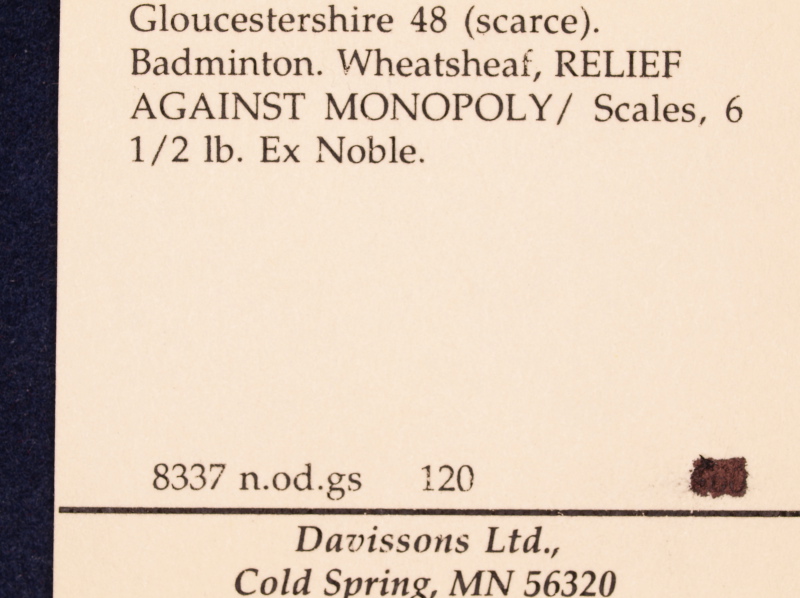 Gloucestershire 48 (scarce).
Badminton. Wheatsheaf, RELIEF
AGAINST MONOPOLY/ Scales, 6
1/2 lb. Ex Noble.
8337 n.od.gs 120
Davissons Ltd.,
Cold Spring, MN 56320